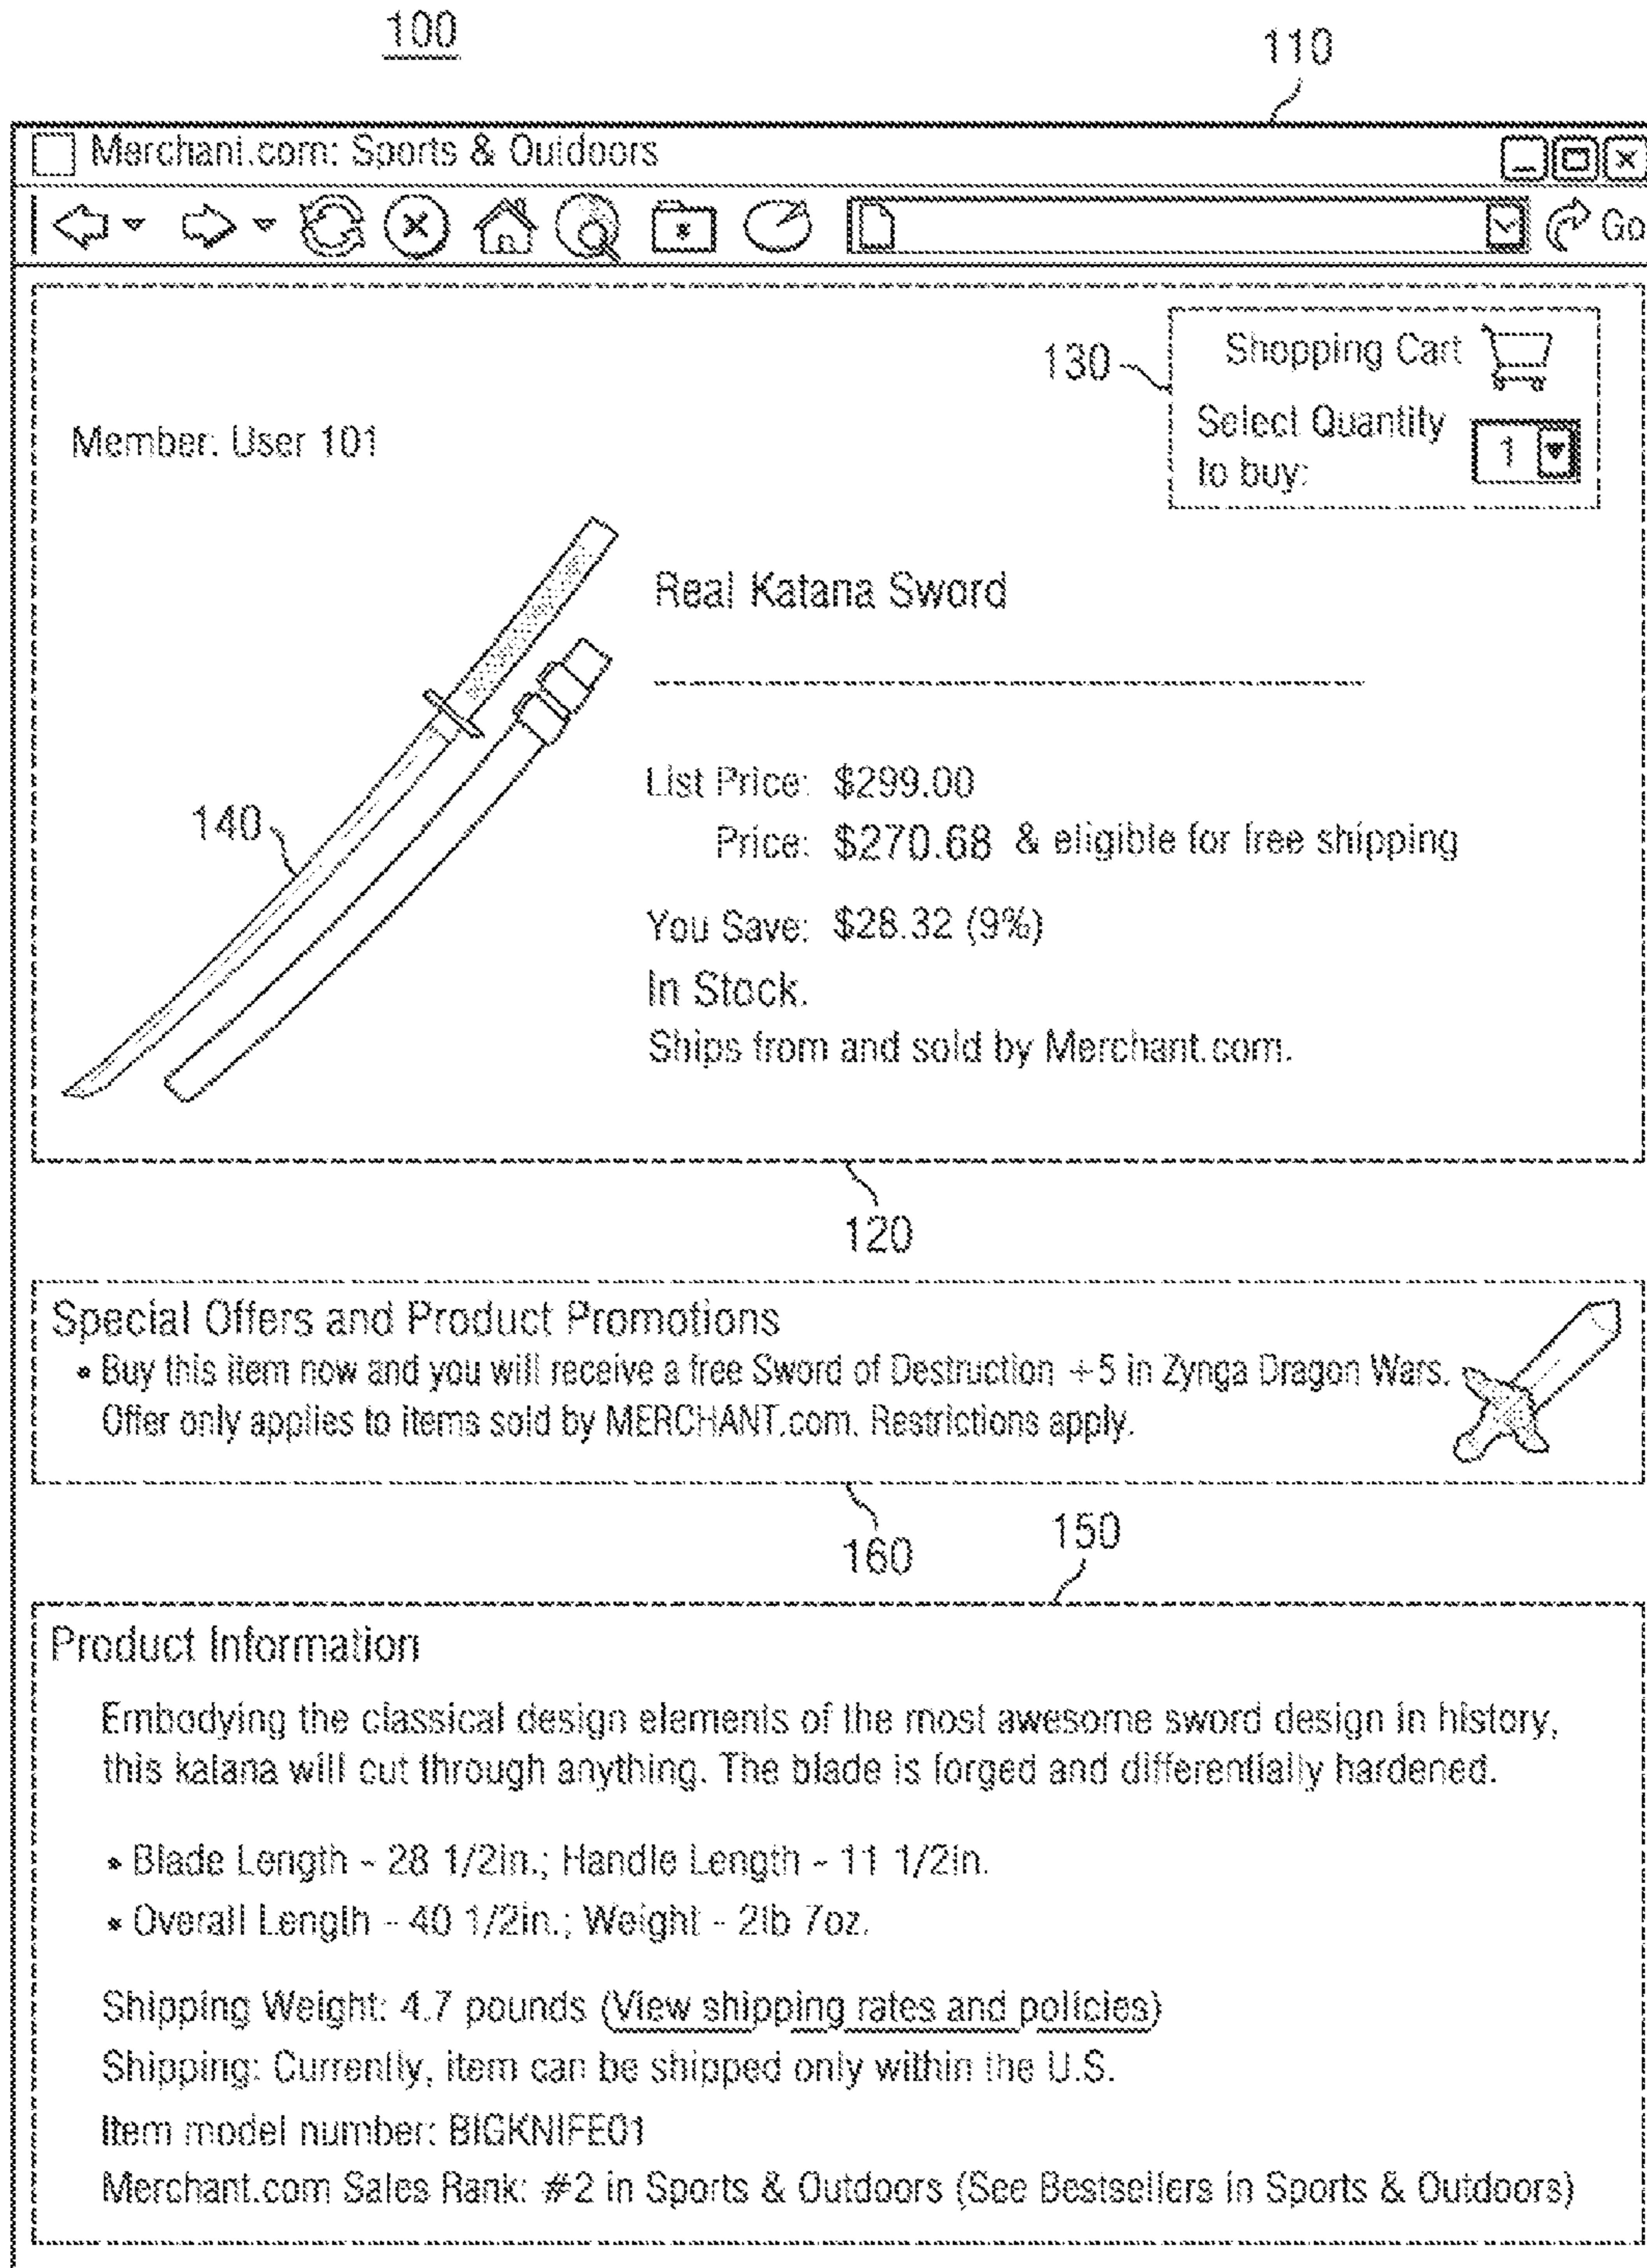 100
110
Merchant.com: Sports & Outdoors
Go
130
Shopping Cart
Select Quantity
to buy:
1
Member: User 101
Real Katana Sword
140
List Price: $299.00
Price: $270.68 & eligible for free shipping
You Save: $28.32 (9%)
In Stock.
Ships from and sold by Merchant.com.
120
Special Offers and Product Promotions
• Buy this item now and you will receive a free Sword of Destruction +5 in Zynga Dragon Wars.
Offer only applies to items sold by MERCHANT.com. Restrictions apply.
160
150
Product Information
Embodying the classical design elements of the most awesome sword design in history,
this katana will cut through anything. The blade is forged and differentially hardened.
• Blade Length - 28 1/2in.; Handle Length - 11 1/2in.
• Overall Length - 40 1/2in.; Weight - 2lb 7oz.
Shipping Weight: 4.7 pounds (View shipping rates and policies)
Shipping: Currently, item can be shipped only within the U.S.
Item model number: BIGKNIFE01
Merchant.com Sales Rank: #2 in Sports & Outdoors (See Bestsellers in Sports & Outdoors)